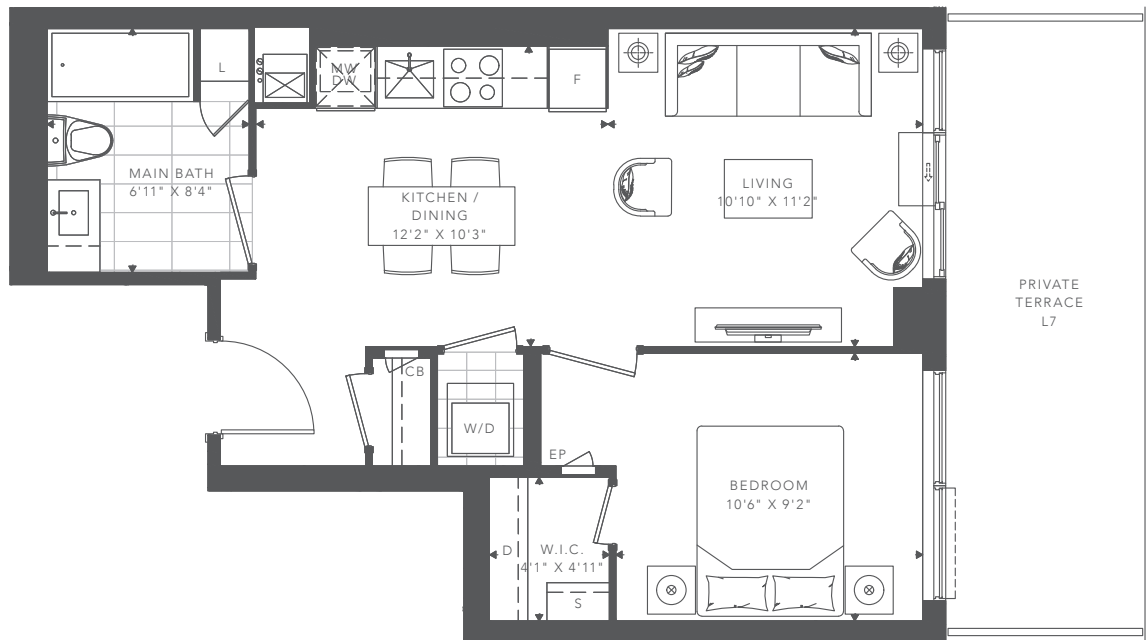 L
MW
DW
F
MAIN BATH
6'11" X 8'4"
KITCHEN /
DINING
12'2" X 10'3"
LIVING
10'10" X 11'2"
PRIVATE
TERRACE
L7
CB
W/D
EP
BEDROOM
10'6" X 9'2"
D
W.I.C.
4'1" X 4'11"
S